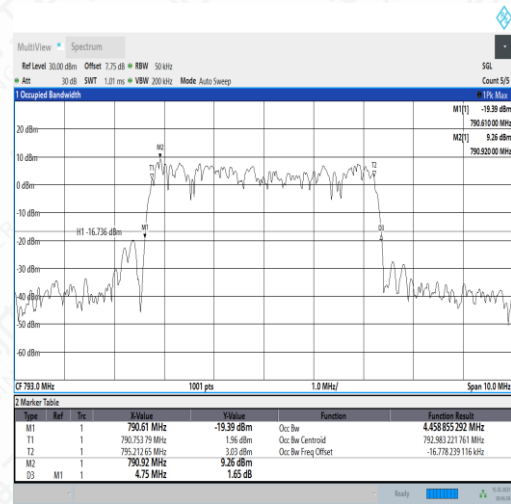 MultiView Spectrum
Ref Level 30.00 dBm Offset 7.75 dB RBW 50 kHz SGL
Att 30 dB SWT 1.01 ms VBW 200 kHz Mode Auto Sweep Count 5/5
1 Occupied Bandwidth 1Pk Max
M1[1] -19.39 dBm
790.61000 MHz
M2[1] 9.26 dBm
790.92000 MHz
20 dBm
10 dBm
0 dBm
-10 dBm
-20 dBm
-30 dBm
-40 dBm
-50 dBm
-60 dBm
M2
T1
T2
H1 -16.736 dBm
M1
D3
CF 793.0 MHz 1001 pts 1.0 MHz/ Span 10.0 MHz
2 Marker Table
Type Ref Trc X-Value Y-Value Function Function Result
M1 1 790.61 MHz -19.39 dBm Occ Bw 4.458 855 292 MHz
T1 1 790.753 79 MHz 1.96 dBm Occ Bw Centroid 792.983 221 761 MHz
T2 1 795.212 65 MHz 3.03 dBm Occ Bw Freq Offset -16.778 239 116 kHz
M2 1 790.92 MHz 9.26 dBm
D3 M1 1 4.75 MHz 1.65 dB
Ready